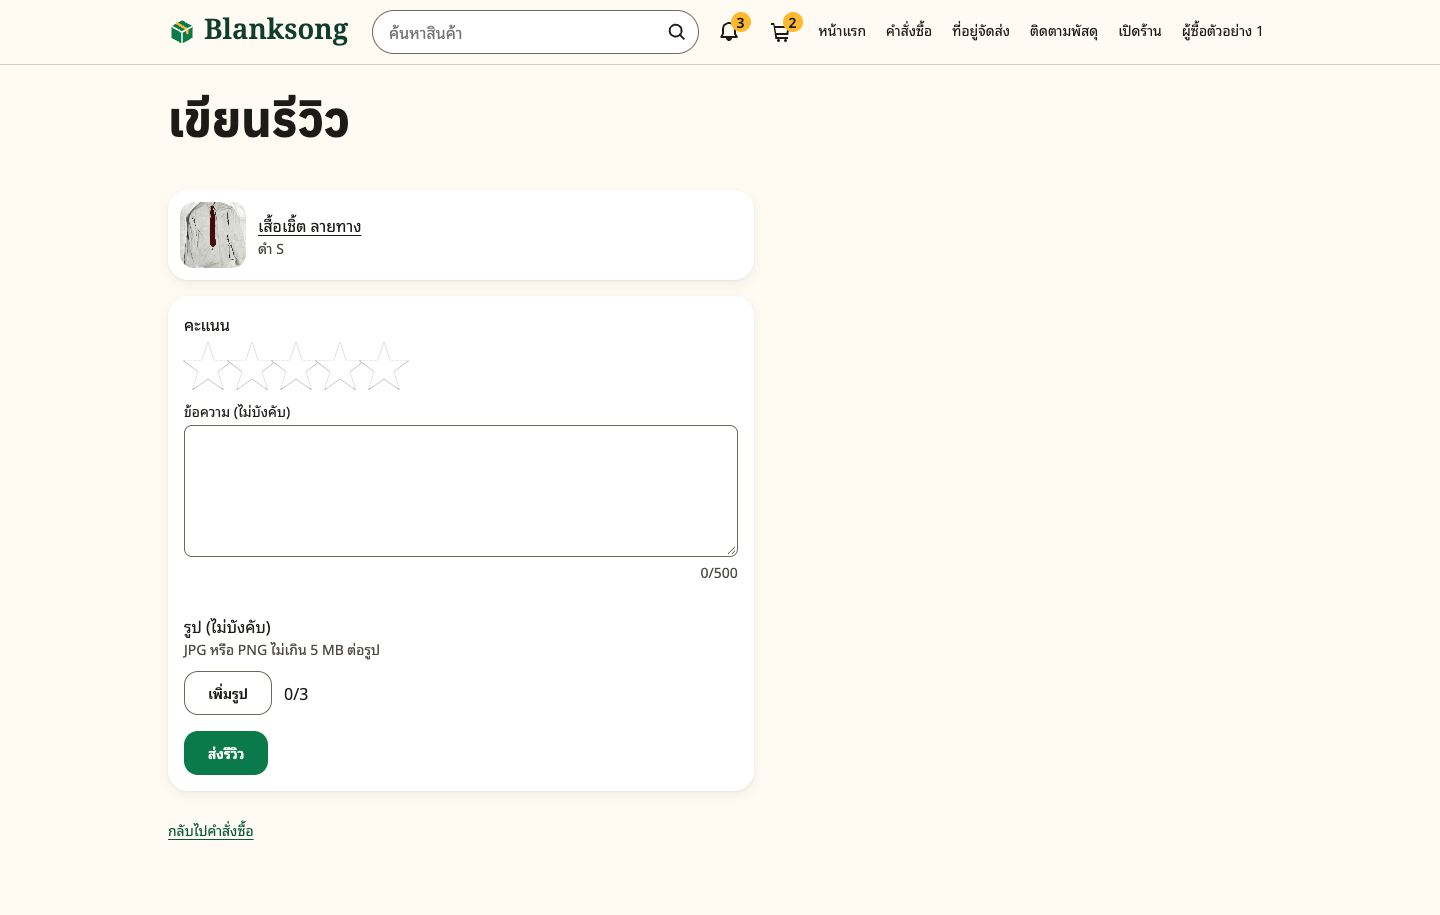 Blanksong
ค้นหาสินค้า
3
2
หน้าแรก
คำสั่งซื้อ
ที่อยู่จัดส่ง
ติดตามพัสดุ
เปิดร้าน
ผู้ซื้อตัวอย่าง 1
เขียนรีวิว
เสื้อเชิ้ต ลายทาง
ดำ S
คะแนน
ข้อความ (ไม่บังคับ)
0/500
รูป (ไม่บังคับ)
JPG หรือ PNG ไม่เกิน 5 MB ต่อรูป
เพิ่มรูป
0/3
ส่งรีวิว
กลับไปคำสั่งซื้อ